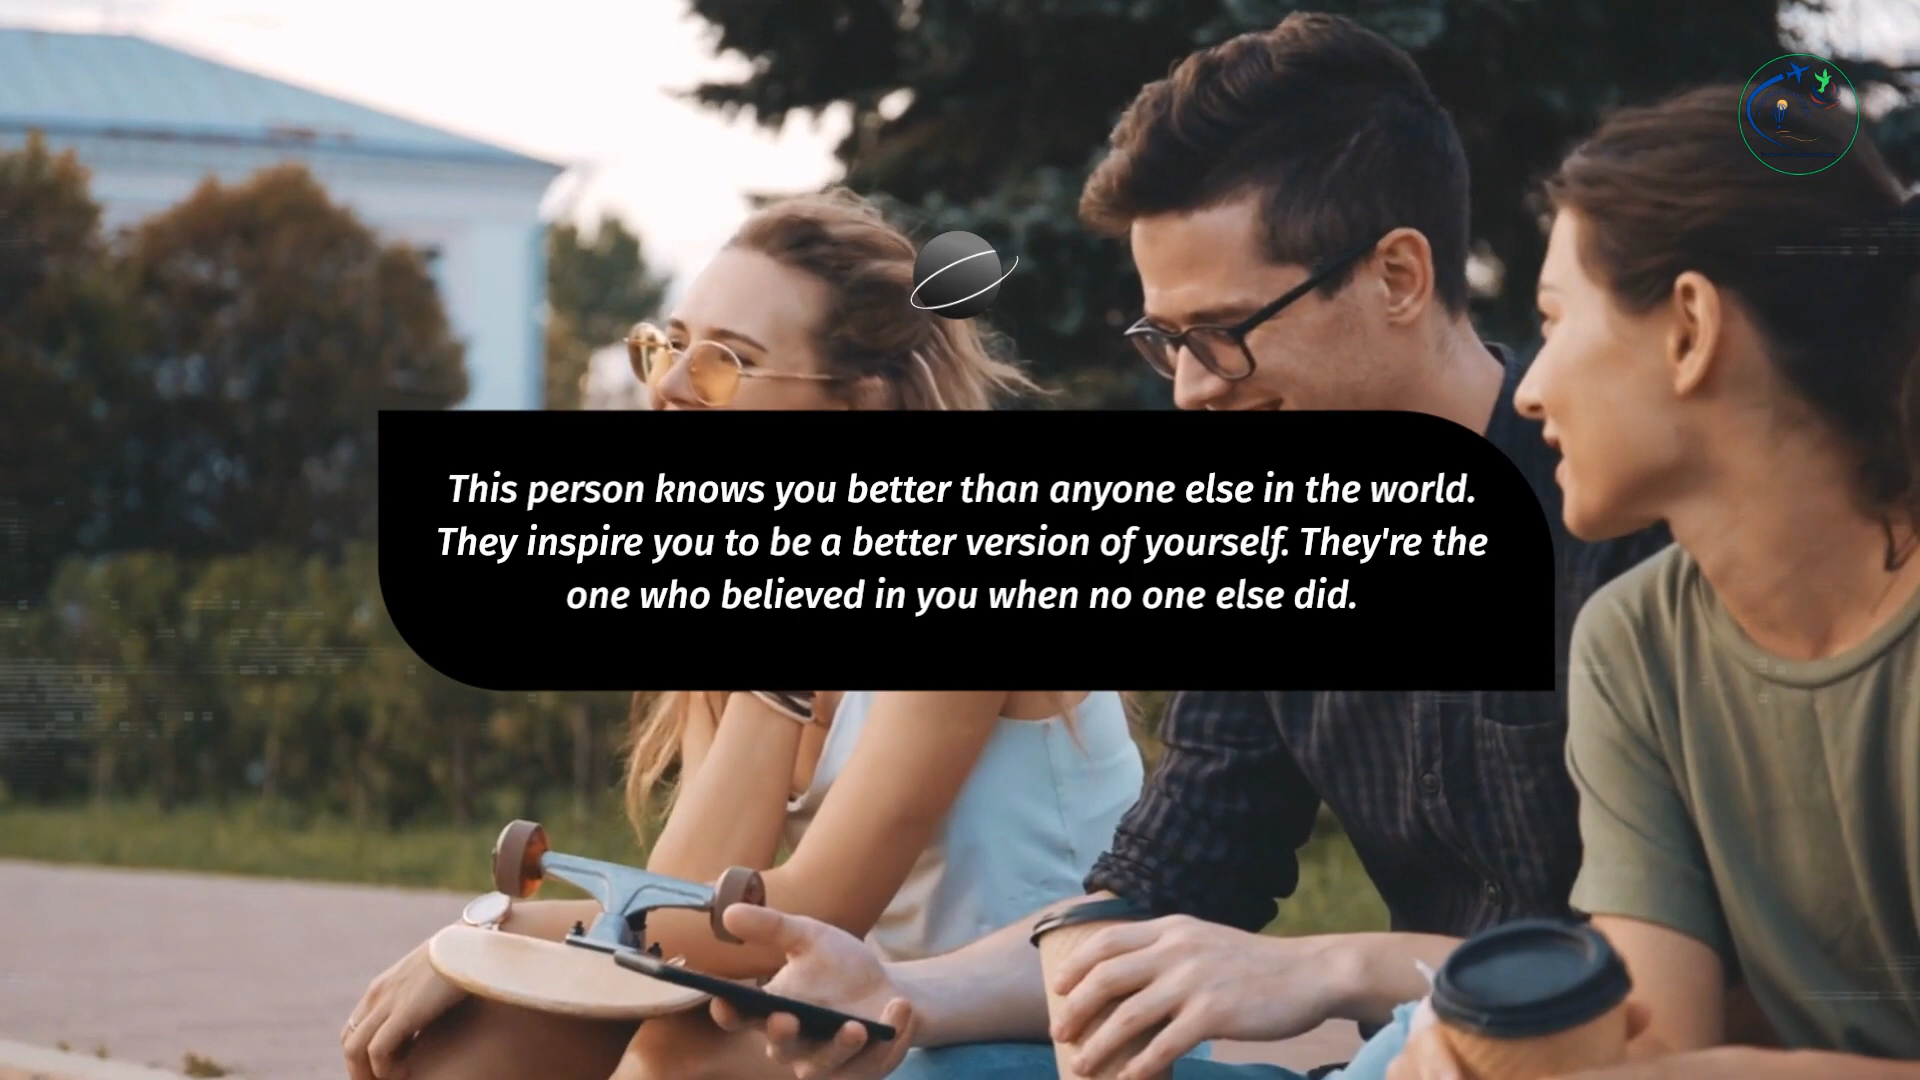 This person knows you better than anyone else in the world.
They inspire you to be a better version of yourself. They're the
one who believed in you when no one else did.